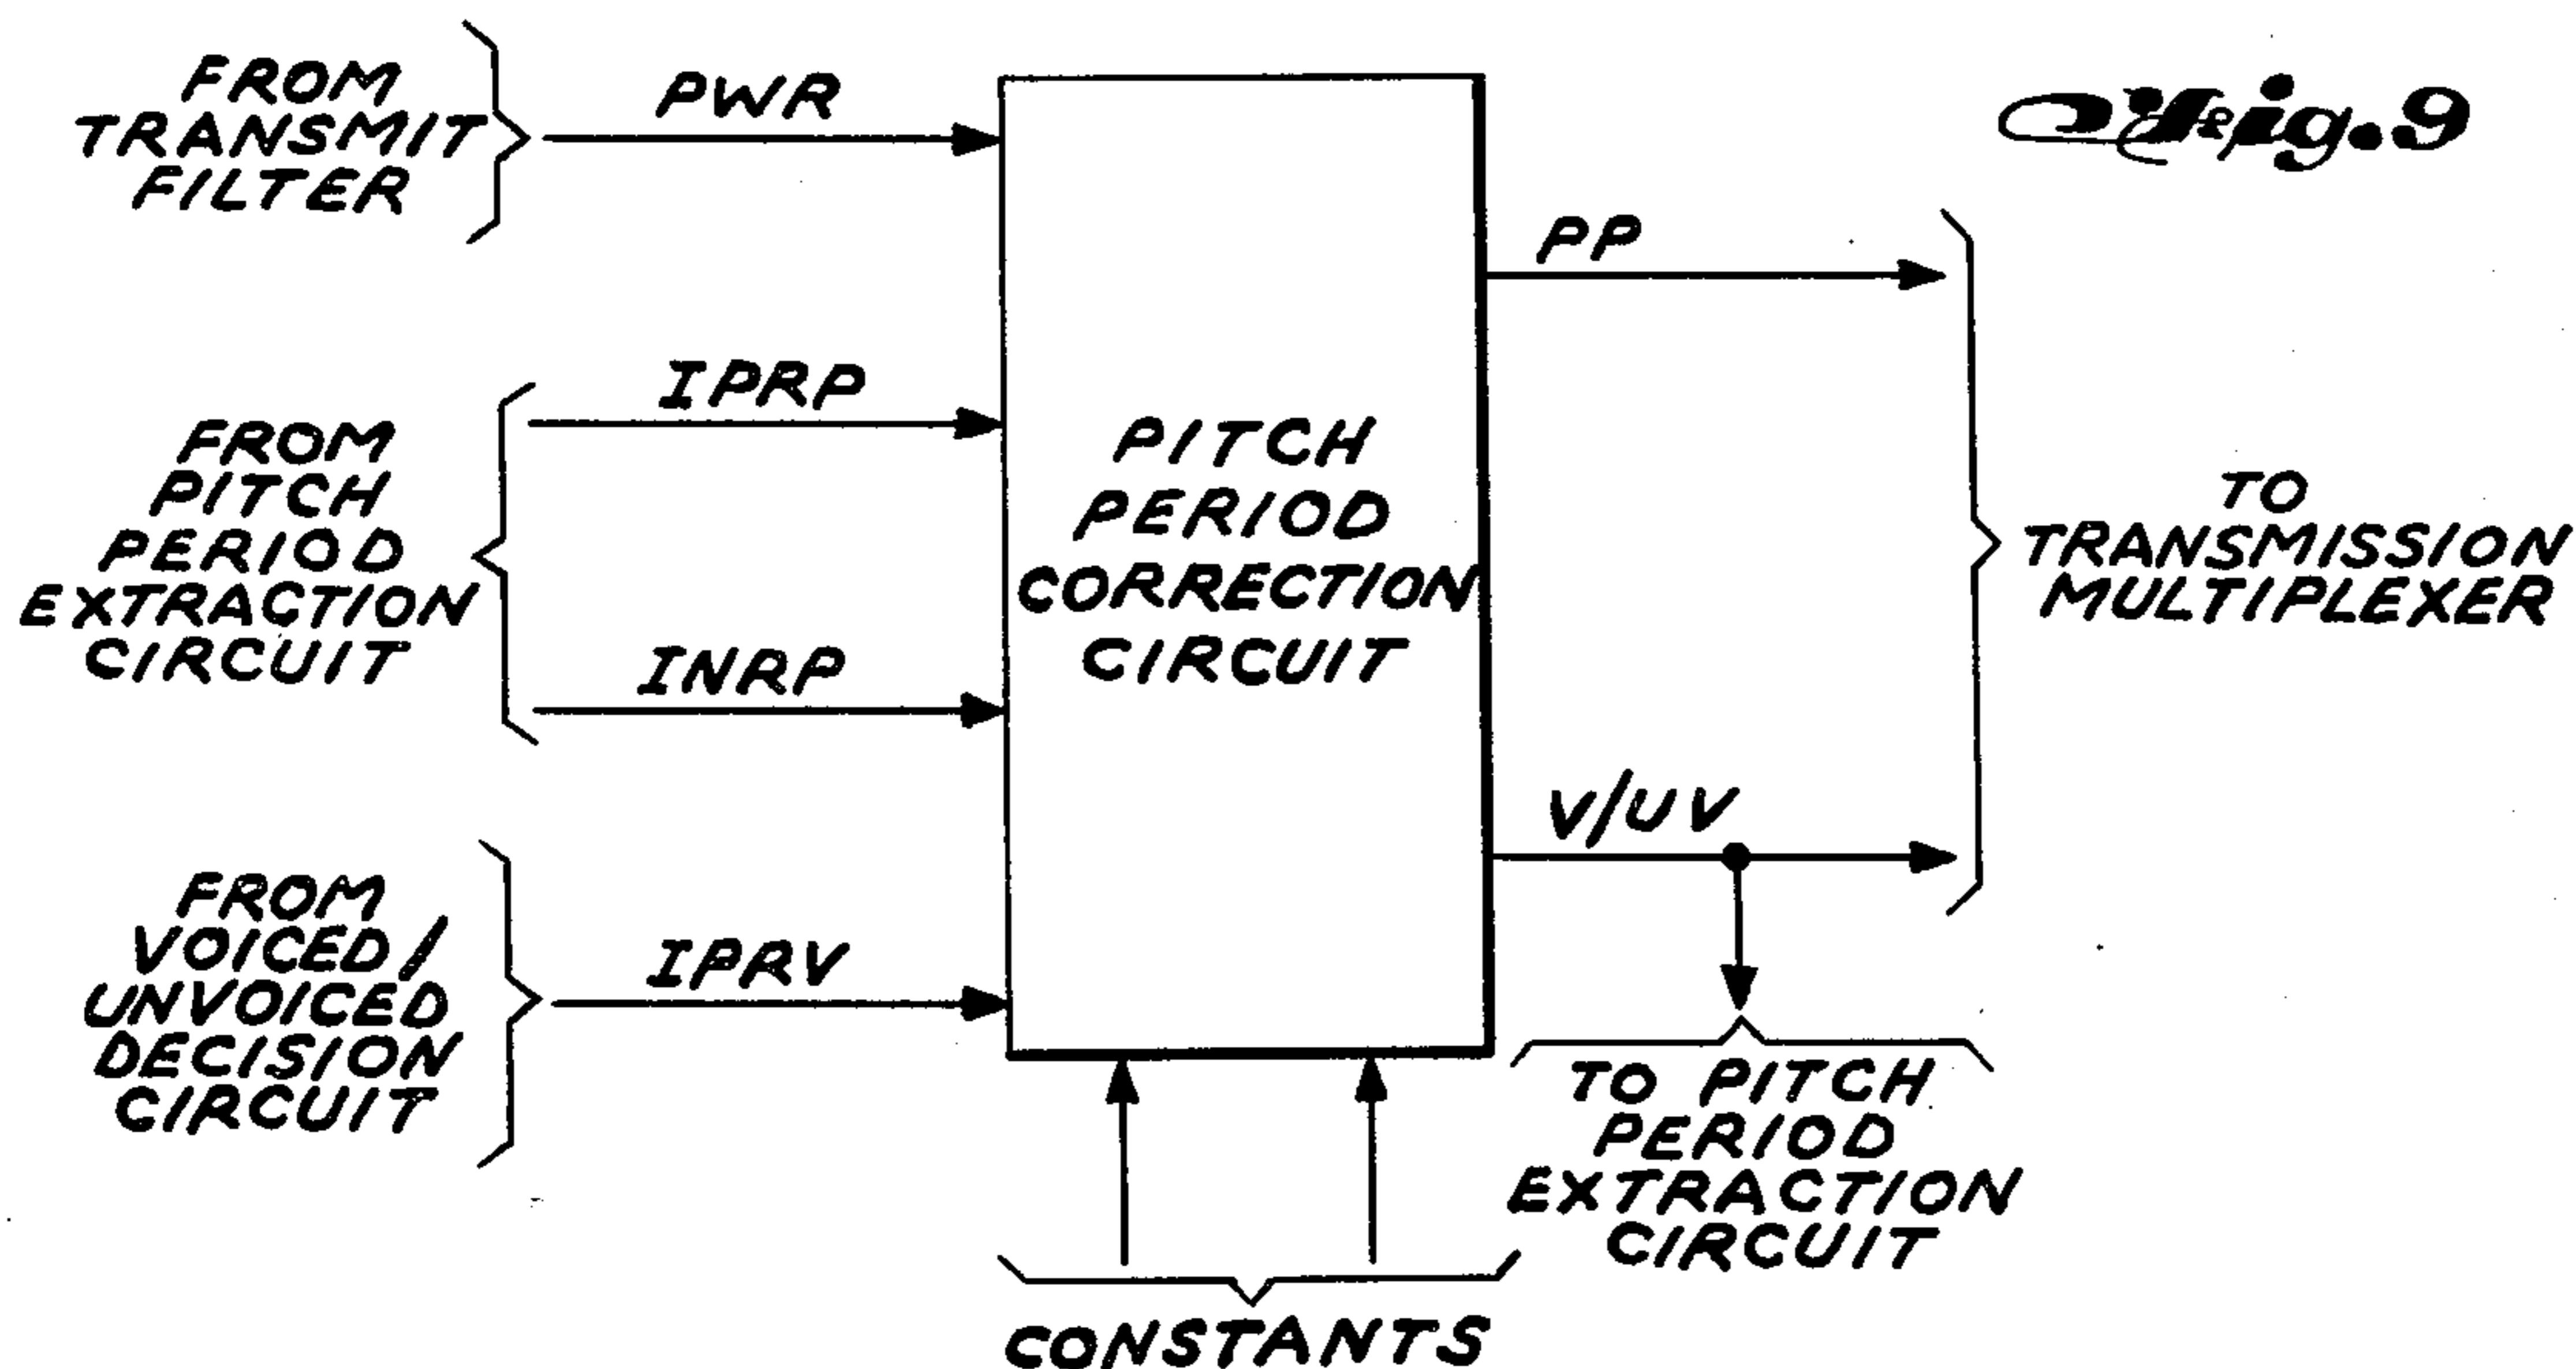 Fig. 9
FROM
TRANSMIT
FILTER
PWR
FROM
PITCH
PERIOD
EXTRACTION
CIRCUIT
IPRP
INRP
FROM
VOICED/
UNVOICED
DECISION
CIRCUIT
IPRV
PITCH
PERIOD
CORRECTION
CIRCUIT
CONSTANTS
PP
V/UV
TO
TRANSMISSION
MULTIPLEXER
TO PITCH
PERIOD
EXTRACTION
CIRCUIT